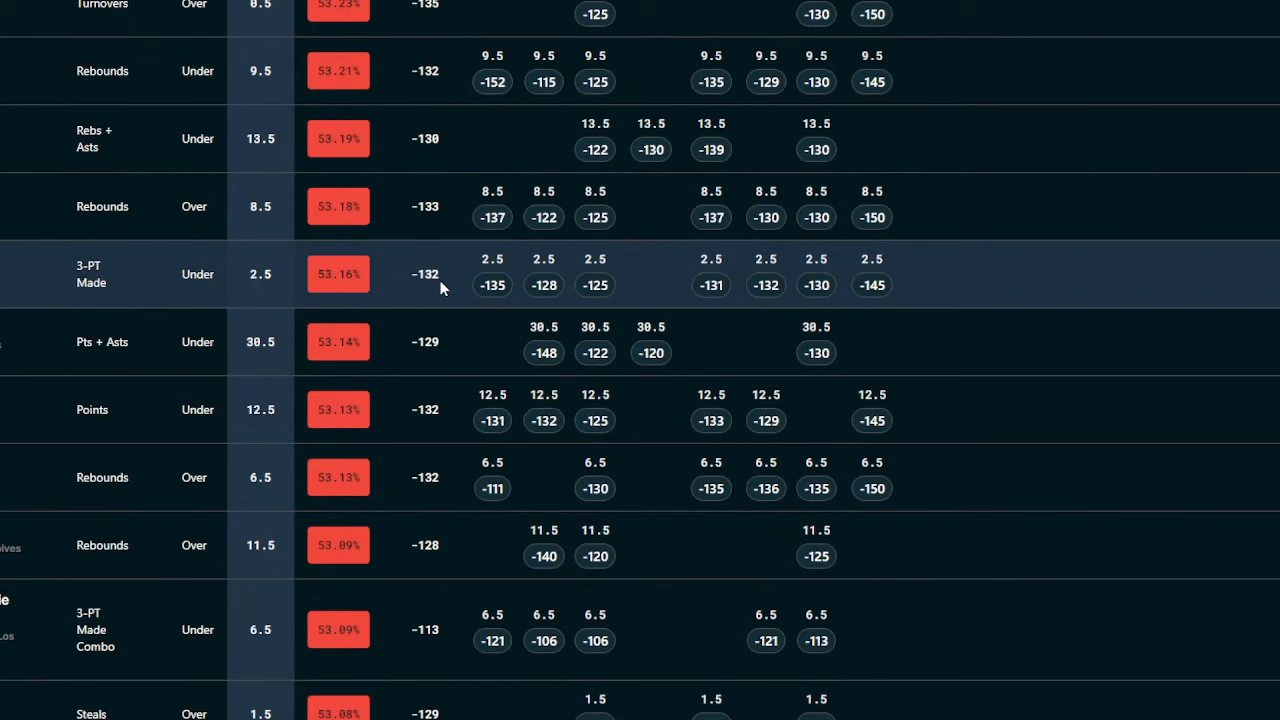 Turnovers Over 0.5 53.23% -135
-125 -130 -150
9.5 9.5 9.5 9.5 9.5 9.5 9.5
Rebounds Under 9.5 53.21% -132
-152 -115 -125 -135 -129 -130 -145
13.5 13.5 13.5 13.5
Rebs +
Asts
Under 13.5 53.19% -130
-122 -130 -139 -130
8.5 8.5 8.5 8.5 8.5 8.5 8.5
Rebounds Over 8.5 53.18% -133
-137 -122 -125 -137 -130 -130 -150
2.5 2.5 2.5 2.5 2.5 2.5 2.5
3-PT
Made
Under 2.5 53.16% -132
-135 -128 -125 -131 -132 -130 -145
30.5 30.5 30.5 30.5
Pts + Asts Under 30.5 53.14% -129
-148 -122 -120 -130
12.5 12.5 12.5 12.5 12.5 12.5
Points Under 12.5 53.13% -132
-131 -132 -125 -133 -129 -145
6.5 6.5 6.5 6.5 6.5 6.5
Rebounds Over 6.5 53.13% -132
-111 -130 -135 -136 -135 -150
11.5 11.5 11.5
olves Rebounds Over 11.5 53.09% -128
-140 -120 -125
ie
Los
3-PT
Made
Combo
Under 6.5 53.09% -113
6.5 6.5 6.5 6.5 6.5
-121 -106 -106 -121 -113
1.5 1.5 1.5
Steals Over 1.5 53.08% -129